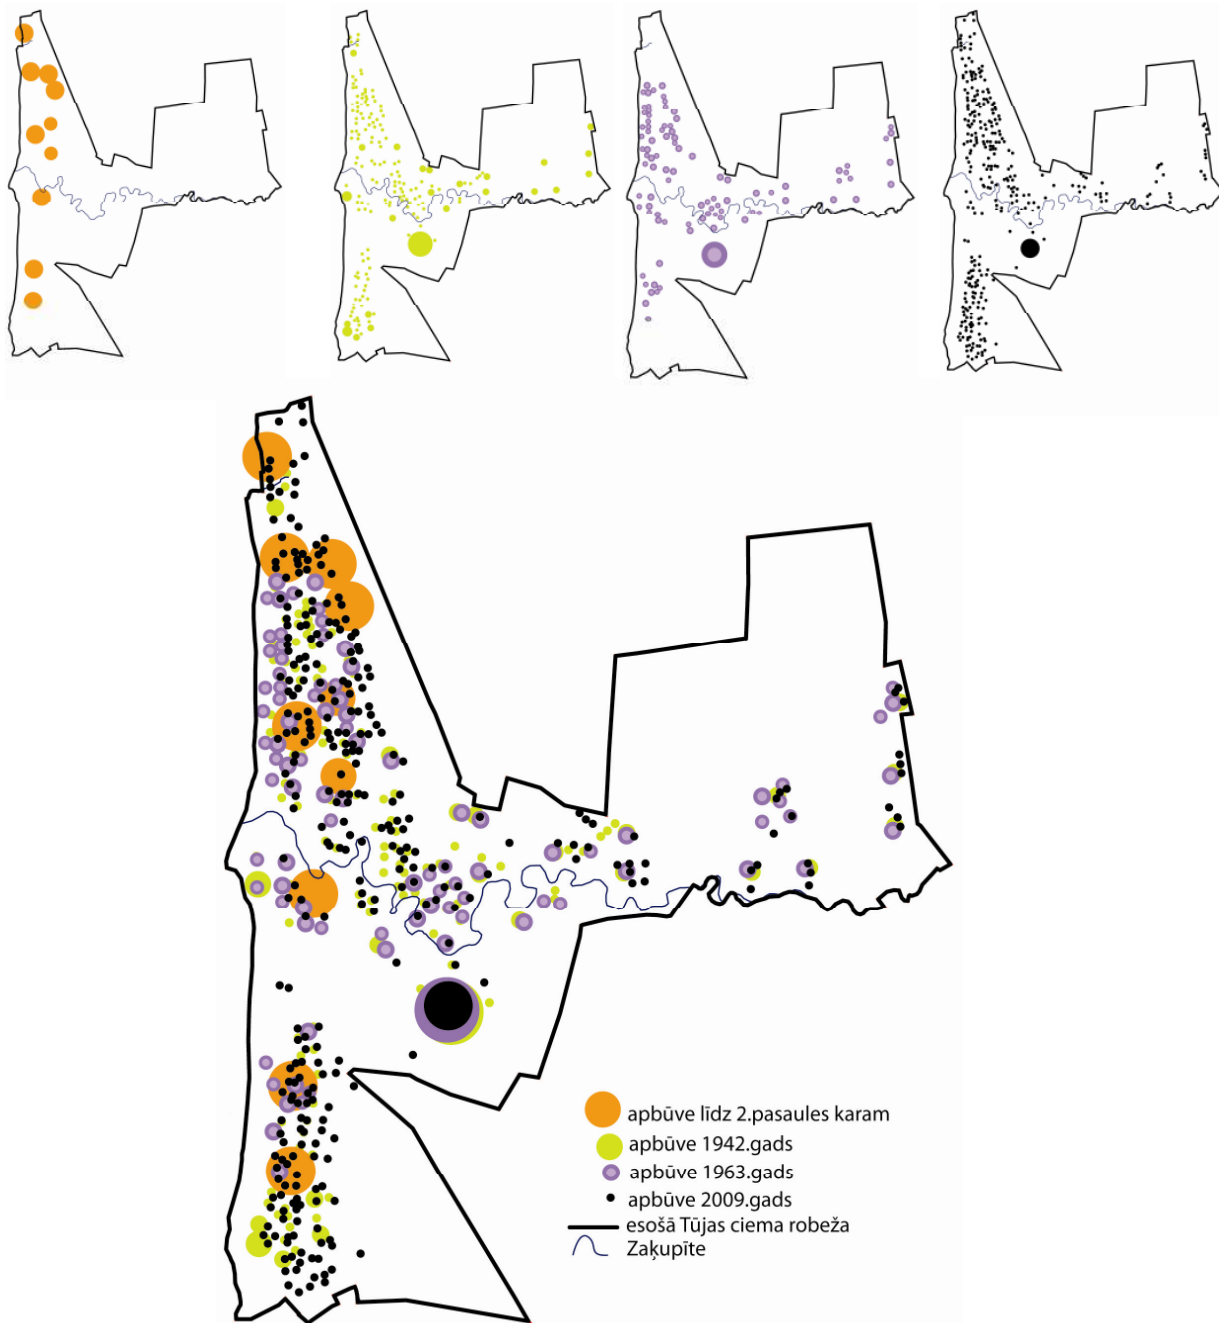 apbūve līdz 2.pasaules karam
apbūve 1942.gads
apbūve 1963.gads
apbūve 2009.gads
esošā Tūjas ciema robeža
Zaķupīte